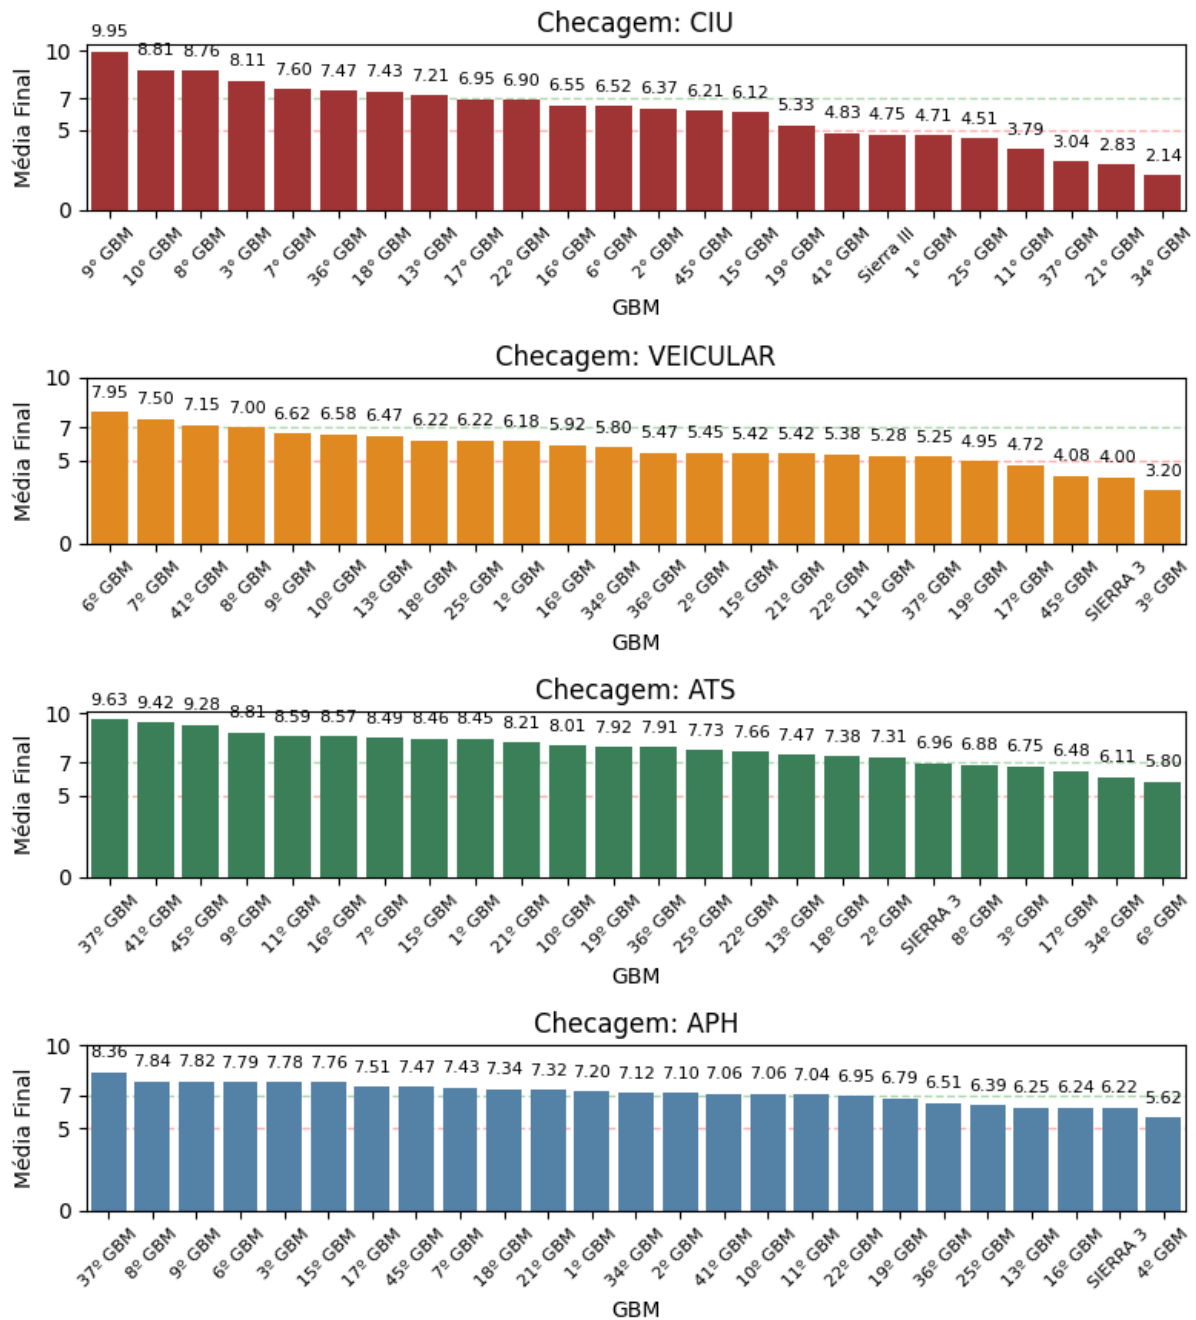 Checagem: CIU
9.95 8.81 8.76 8.11 7.60 7.47 7.43 7.21 6.95 6.90 6.55 6.52 6.37 6.21 6.12 5.33 4.83 4.75 4.71 4.51 3.79 3.04 2.83 2.14
Média Final
10
7
5
0
9° GBM 10° GBM 8° GBM 3° GBM 7° GBM 36° GBM 18° GBM 13° GBM 17° GBM 22° GBM 16° GBM 6° GBM 2° GBM 45° GBM 15° GBM 19° GBM 41° GBM Sierra III 1° GBM 25° GBM 11° GBM 37° GBM 21° GBM 34° GBM
GBM
Checagem: VEICULAR
7.95 7.50 7.15 7.00 6.62 6.58 6.47 6.22 6.22 6.18 5.92 5.80 5.47 5.45 5.42 5.42 5.38 5.28 5.25 4.95 4.72 4.08 4.00 3.20
Média Final
10
7
5
0
6º GBM 7º GBM 41º GBM 8º GBM 9º GBM 10º GBM 13º GBM 18º GBM 25º GBM 1º GBM 16º GBM 34º GBM 36º GBM 2º GBM 15º GBM 21º GBM 22º GBM 11º GBM 37º GBM 19º GBM 17º GBM 45º GBM SIERRA 3 3º GBM
GBM
Checagem: ATS
9.63 9.42 9.28 8.81 8.59 8.57 8.49 8.46 8.45 8.21 8.01 7.92 7.91 7.73 7.66 7.47 7.38 7.31 6.96 6.88 6.75 6.48 6.11 5.80
Média Final
10
7
5
0
37º GBM 41º GBM 45º GBM 9º GBM 11º GBM 16º GBM 7º GBM 15º GBM 1º GBM 21º GBM 10º GBM 19º GBM 36º GBM 25º GBM 22º GBM 13º GBM 18º GBM 2º GBM SIERRA 3 8º GBM 3º GBM 17º GBM 34º GBM 6º GBM
GBM
Checagem: APH
8.36 7.84 7.82 7.79 7.78 7.76 7.51 7.47 7.43 7.34 7.32 7.20 7.12 7.10 7.06 7.06 7.04 6.95 6.79 6.51 6.39 6.25 6.24 6.22 5.62
Média Final
10
7
5
0
37º GBM 8º GBM 9º GBM 6º GBM 3º GBM 15º GBM 17º GBM 45º GBM 7º GBM 18º GBM 21º GBM 1º GBM 34º GBM 2º GBM 41º GBM 10º GBM 11º GBM 22º GBM 19º GBM 36º GBM 25º GBM 13º GBM 16º GBM SIERRA 3 4º GBM
GBM